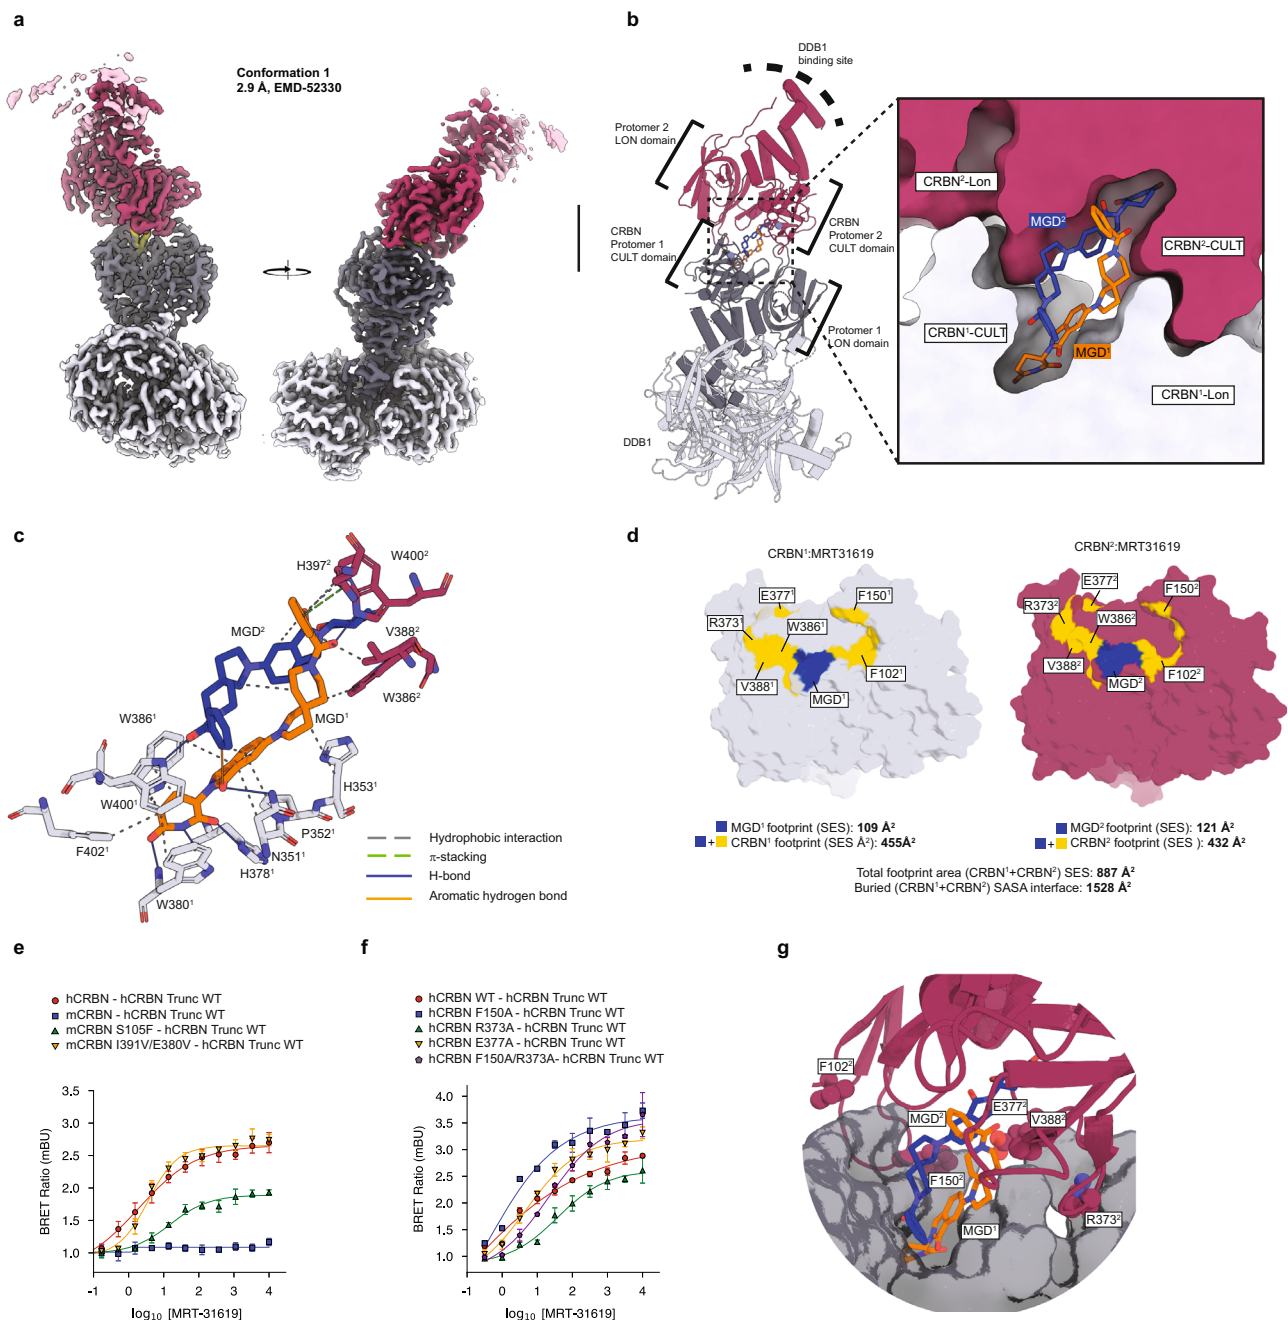 a
Conformation 1
2.9 Å, EMD-52330
b
DDB1
binding site
Protomer 2
LON domain
CRBN
Protomer 1
CULT domain
CRBN
Protomer 2
CULT domain
Protomer 1
LON domain
DDB1
CRBN²-Lon
MGD²
CRBN²-CULT
CRBN¹-CULT
MGD¹
CRBN¹-Lon
c
W400²
H397²
MGD²
V388²
W386²
MGD¹
W386¹
H353¹
W400¹
P352¹
F402¹
N351¹
H378¹
W380¹
Hydrophobic interaction
π-stacking
H-bond
Aromatic hydrogen bond
d
CRBN¹:MRT31619
E377¹
F150¹
R373¹
W386¹
V388¹
F102¹
MGD¹
MGD¹ footprint (SES): 109 Å²
+ CRBN¹ footprint (SES Å²): 455Å²
CRBN²:MRT31619
E377²
F150²
R373²
W386²
V388²
F102²
MGD²
MGD² footprint (SES): 121 Å²
+ CRBN² footprint (SES ): 432 Å²
Total footprint area (CRBN¹+CRBN²) SES: 887 Å²
Buried (CRBN¹+CRBN²) SASA interface: 1528 Å²
e
hCRBN - hCRBN Trunc WT
mCRBN - hCRBN Trunc WT
mCRBN S105F - hCRBN Trunc WT
mCRBN I391V/E380V - hCRBN Trunc WT
BRET Ratio (mBU)
3.5
3.0
2.5
2.0
1.5
1.0
-1 0 1 2 3 4
log₁₀ [MRT-31619]
f
hCRBN WT - hCRBN Trunc WT
hCRBN F150A - hCRBN Trunc WT
hCRBN R373A - hCRBN Trunc WT
hCRBN E377A - hCRBN Trunc WT
hCRBN F150A/R373A- hCRBN Trunc WT
BRET Ratio (mBU)
4.0
3.5
3.0
2.5
2.0
1.5
1.0
-1 0 1 2 3 4
log₁₀ [MRT-31619]
g
F102²
MGD²
E377²
V388²
F150²
MGD¹
R373²